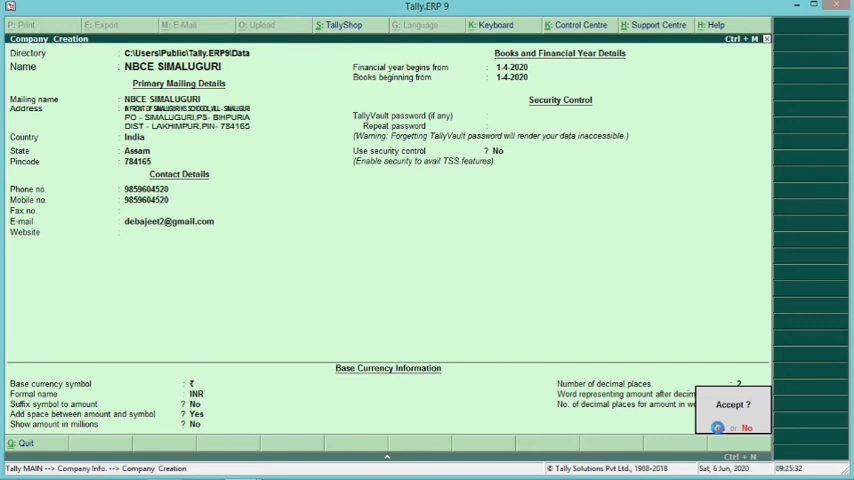 Tally.ERP 9
P: Print E: Export M: E-Mail O: Upload S: TallyShop G: Language K: Keyboard K: Control Centre H: Support Centre H: Help
Company Creation Ctrl + M
Directory : C:\Users\Public\Tally.ERP9\Data
Name : NBCE SIMALUGURI
Primary Mailing Details
Mailing name : NBCE SIMALUGURI
Address : IN FRONT OF SIMALUGURI HS SCHOOL, VILL - SIMALUGURI
PO - SIMALUGURI,PS- BIHPURIA
DIST - LAKHIMPUR,PIN- 784165
Country : India
State : Assam
Pincode : 784165
Contact Details
Phone no. : 9859604520
Mobile no. : 9859604520
Fax no. :
E-mail : debajeet2@gmail.com
Website :
Books and Financial Year Details
Financial year begins from : 1-4-2020
Books beginning from : 1-4-2020
Security Control
TallyVault password (if any) :
Repeat password :
(Warning: Forgetting TallyVault password will render your data inaccessible.)
Use security control ? No
(Enable security to avail TSS features)
Base Currency Information
Base currency symbol : ₹
Formal name : INR
Suffix symbol to amount ? No
Add space between amount and symbol ? Yes
Show amount in millions ? No
Number of decimal places : 2
Word representing amount after decim
No. of decimal places for amount in w
Accept ?
or No
Q: Quit
Ctrl + N
Tally MAIN --> Company Info. --> Company Creation © Tally Solutions Pvt Ltd., 1988-2018 Sat, 6 Jun, 2020 09:25:32